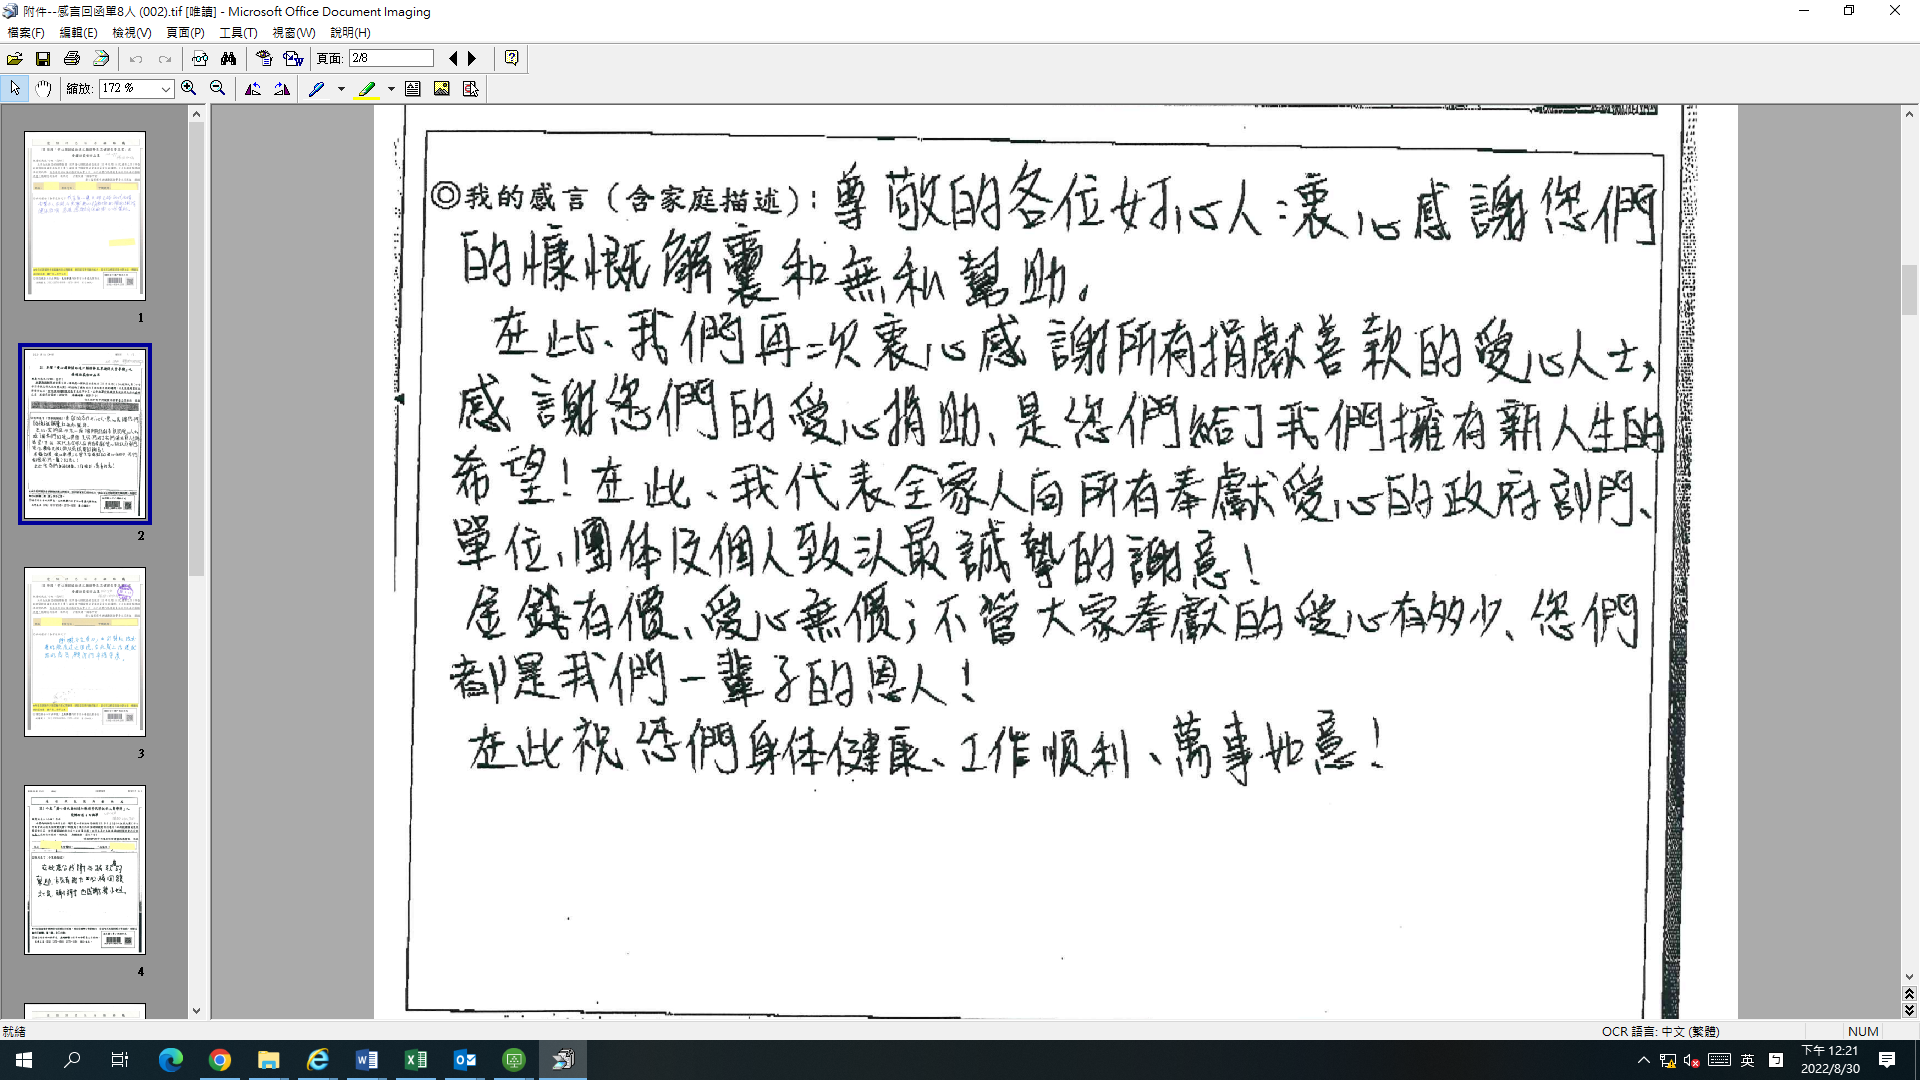 附件--感言回函單8人 (002).tif [唯讀] - Microsoft Office Document Imaging
檔案(F) 編輯(E) 檢視(V) 頁面(P) 工具(T) 視窗(W) 說明(H)
頁面: 2/8
縮放: 172 %
1
2
3
4
◎我的感言（含家庭描述）：尊敬的各位好心人：衷心感謝您們
的慷慨解囊和無私幫助。
在此、我們再次衷心感謝所有捐獻善款的愛心人士，
感謝您們的愛心捐助、是您們給了我們擁有新人生的
希望！在此、我代表全家人向所有奉獻愛心的政府部門、
單位、團体及個人致以最誠摯的謝意！
金錢有價、愛心無價；不管大家奉獻的愛心有多少、您們
都是我們一輩子的恩人！
在此祝您們身体健康、工作順利、萬事如意！
就緒
OCR 語言: 中文 (繁體)
NUM
英
下午 12:21
2022/8/30